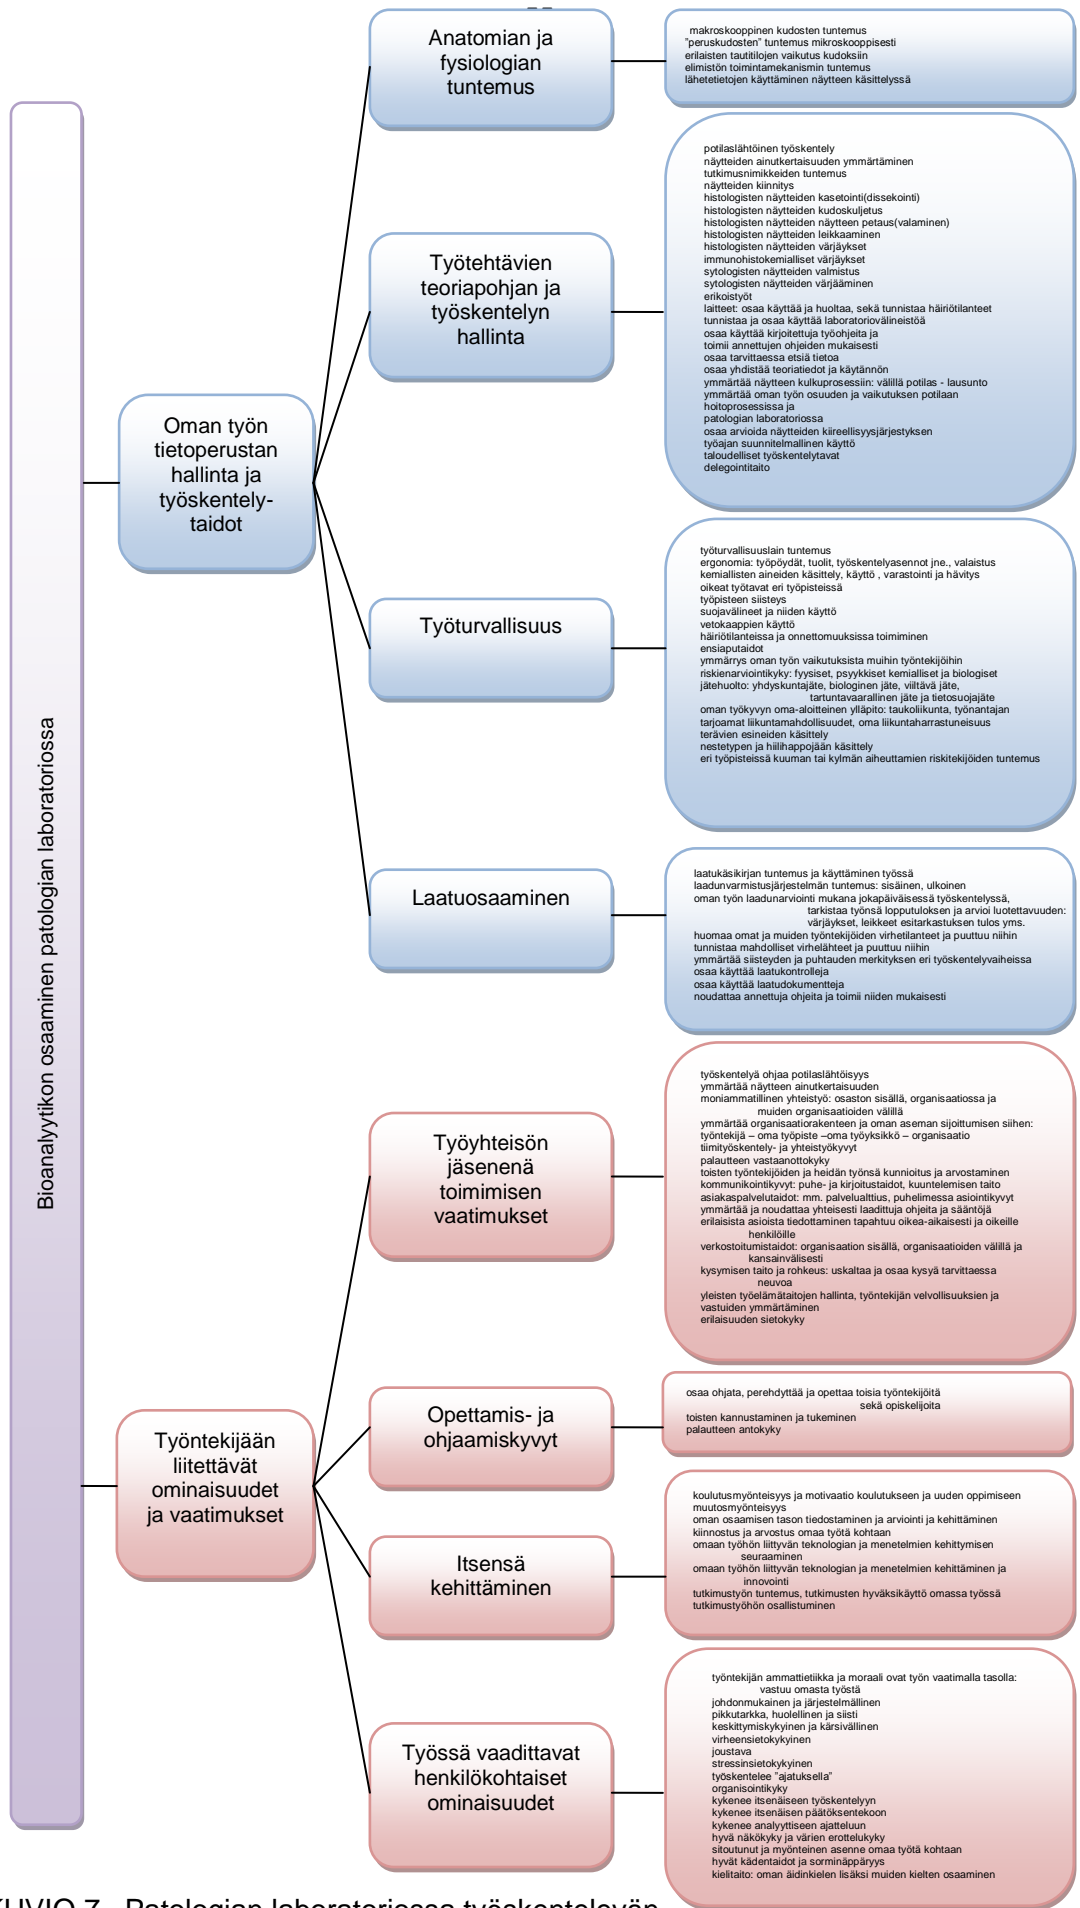 Bioanalyytikon osaaminen patologian laboratoriossa
Oman työn
tietoperustan
hallinta ja
työskentely-
taidot
Anatomian ja
fysiologian
tuntemus
makroskooppinen kudosten tuntemus
"peruskudosten" tuntemus mikroskooppisesti
erilaisten tautitilojen vaikutus kudoksiin
elimistön toimintamekanismin tuntemus
lähetetietojen käyttäminen näytteen käsittelyssä
Työtehtävien
teoriapohjan ja
työskentelyn
hallinta
potilaslähtöinen työskentely
näytteiden ainutkertaisuuden ymmärtäminen
tutkimusnimikkeiden tuntemus
näytteiden kiinnitys
histologisten näytteiden kasetointi(dissekointi)
histologisten näytteiden kudoskuljetus
histologisten näytteiden näytteen petaus(valaminen)
histologisten näytteiden leikkaaminen
histologisten näytteiden värjäykset
immunohistokemialliset värjäykset
sytologisten näytteiden valmistus
sytologisten näytteiden värjääminen
erikoistyöt
laitteet: osaa käyttää ja huoltaa, sekä tunnistaa häiriötilanteet
tunnistaa ja osaa käyttää laboratoriovälineistöä
osaa käyttää kirjoitettuja työohjeita ja
toimii annettujen ohjeiden mukaisesti
osaa tarvittaessa etsiä tietoa
osaa yhdistää teoriatiedot ja käytännön
ymmärtää näytteen kulkuprosessiin: välillä potilas - lausunto
ymmärtää oman työn osuuden ja vaikutuksen potilaan
hoitoprosessissa ja
patologian laboratoriossa
osaa arvioida näytteiden kiireellisyysjärjestyksen
työajan suunnitelmallinen käyttö
taloudelliset työskentelytavat
delegointitaito
Työturvallisuus
työturvallisuuslain tuntemus
ergonomia: työpöydät, tuolit, työskentelyasennot jne., valaistus
kemiallisten aineiden käsittely, käyttö , varastointi ja hävitys
oikeat työtavat eri työpisteissä
työpisteen siisteys
suojavälineet ja niiden käyttö
vetokaappien käyttö
häiriötilanteissa ja onnettomuuksissa toimiminen
ensiaputaidot
ymmärrys oman työn vaikutuksista muihin työntekijöihin
riskienarviointikyky: fyysiset, psyykkiset kemialliset ja biologiset
jätehuolto: yhdyskuntajäte, biologinen jäte, viiltävä jäte,
tartuntavaarallinen jäte ja tietosuojajäte
oman työkyvyn oma-aloitteinen ylläpito: taukoliikunta, työnantajan
tarjoamat liikuntamahdollisuudet, oma liikuntaharrastuneisuus
terävien esineiden käsittely
nestetypen ja hiilihappojään käsittely
eri työpisteissä kuuman tai kylmän aiheuttamien riskitekijöiden tuntemus
Laatuosaaminen
laatukäsikirjan tuntemus ja käyttäminen työssä
laadunvarmistusjärjestelmän tuntemus: sisäinen, ulkoinen
oman työn laadunarviointi mukana jokapäiväisessä työskentelyssä,
tarkistaa työnsä lopputuloksen ja arvioi luotettavuuden:
värjäykset, leikkeet esitarkastuksen tulos yms.
huomaa omat ja muiden työntekijöiden virhetilanteet ja puuttuu niihin
tunnistaa mahdolliset virhelähteet ja puuttuu niihin
ymmärtää siisteyden ja puhtauden merkityksen eri työskentelyvaiheissa
osaa käyttää laatukontrolleja
osaa käyttää laatudokumentteja
noudattaa annettuja ohjeita ja toimii niiden mukaisesti
Työntekijään
liitettävät
ominaisuudet
ja vaatimukset
Työyhteisön
jäsenenä
toimimisen
vaatimukset
työskentelyä ohjaa potilaslähtöisyys
ymmärtää näytteen ainutkertaisuuden
moniammatillinen yhteistyö: osaston sisällä, organisaatiossa ja
muiden organisaatioiden välillä
ymmärtää organisaatiorakenteen ja oman aseman sijoittumisen siihen:
työntekijä – oma työpiste –oma työyksikkö – organisaatio
tiimityöskentely- ja yhteistyökyvyt
palautteen vastaanottokyky
toisten työntekijöiden ja heidän työnsä kunnioitus ja arvostaminen
kommunikointikyvyt: puhe- ja kirjoitustaidot, kuuntelemisen taito
asiakaspalvelutaidot: mm. palvelualttius, puhelimessa asiointikyvyt
ymmärtää ja noudattaa yhteisesti laadittuja ohjeita ja sääntöjä
erilaisista asioista tiedottaminen tapahtuu oikea-aikaisesti ja oikeille
henkilöille
verkostoitumistaidot: organisaation sisällä, organisaatioiden välillä ja
kansainvälisesti
kysymisen taito ja rohkeus: uskaltaa ja osaa kysyä tarvittaessa
neuvoa
yleisten työelämätaitojen hallinta, työntekijän velvollisuuksien ja
vastuiden ymmärtäminen
erilaisuuden sietokyky
Opettamis- ja
ohjaamiskyvyt
osaa ohjata, perehdyttää ja opettaa toisia työntekijöitä
sekä opiskelijoita
toisten kannustaminen ja tukeminen
palautteen antokyky
Itsensä
kehittäminen
koulutusmyönteisyys ja motivaatio koulutukseen ja uuden oppimiseen
muutosmyönteisyys
oman osaamisen tason tiedostaminen ja arviointi ja kehittäminen
kiinnostus ja arvostus omaa työtä kohtaan
omaan työhön liittyvän teknologian ja menetelmien kehittymisen
seuraaminen
omaan työhön liittyvän teknologian ja menetelmien kehittäminen ja
innovointi
tutkimustyön tuntemus, tutkimusten hyväksikäyttö omassa työssä
tutkimustyöhön osallistuminen
Työssä vaadittavat
henkilökohtaiset
ominaisuudet
työntekijän ammattietiikka ja moraali ovat työn vaatimalla tasolla:
vastuu omasta työstä
johdonmukainen ja järjestelmällinen
pikkutarkka, huolellinen ja siisti
keskittymiskykyinen ja kärsivällinen
virheensietokykyinen
joustava
stressinsietokykyinen
työskentelee "ajatuksella"
organisointikyky
kykenee itsenäiseen työskentelyyn
kykenee itsenäisen päätöksentekoon
kykenee analyyttiseen ajatteluun
hyvä näkökyky ja värien erottelukyky
sitoutunut ja myönteinen asenne omaa työtä kohtaan
hyvät kädentaidot ja sorminäppäryys
kielitaito: oman äidinkielen lisäksi muiden kielten osaaminen
KUVIO 7. Patologian laboratoriossa työskentelevän